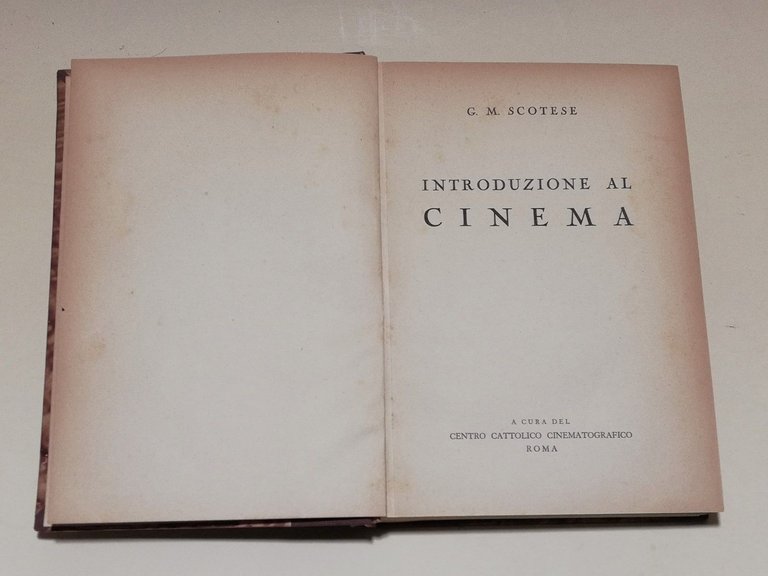 G. M. SCOTESE
INTRODUZIONE AL
CINEMA
A CURA DEL
CENTRO CATTOLICO CINEMATOGRAFICO
ROMA